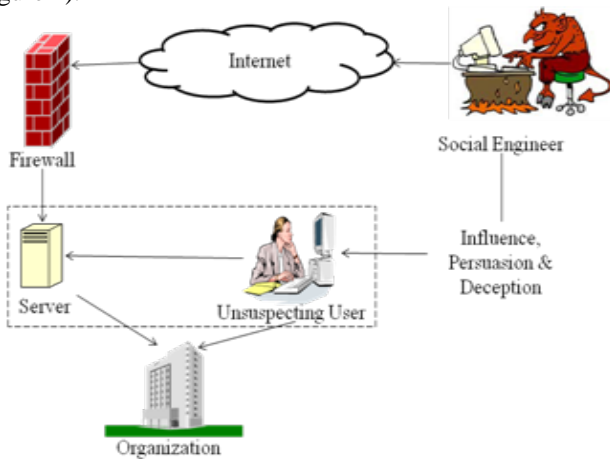 Internet
Firewall
Social Engineer
Influence,
Persuasion &
Deception
Server
Unsuspecting User
Organization